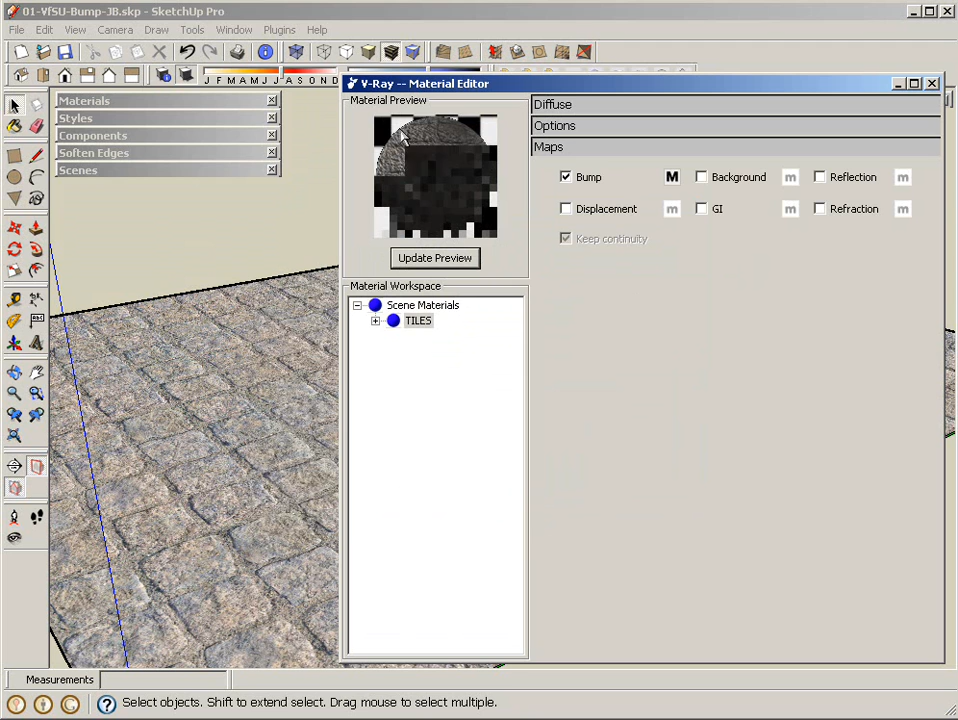 01-VfSU-Bump-JB.skp - SketchUp Pro
File Edit View Camera Draw Tools Window Plugins Help
J F M A M J J A S O N D
V-Ray -- Material Editor
Materials
Styles
Components
Soften Edges
Scenes
Material Preview
Update Preview
Material Workspace
Scene Materials
TILES
Diffuse
Options
Maps
Bump M Background m Reflection m
Displacement m GI m Refraction m
Keep continuity
Measurements
Select objects. Shift to extend select. Drag mouse to select multiple.